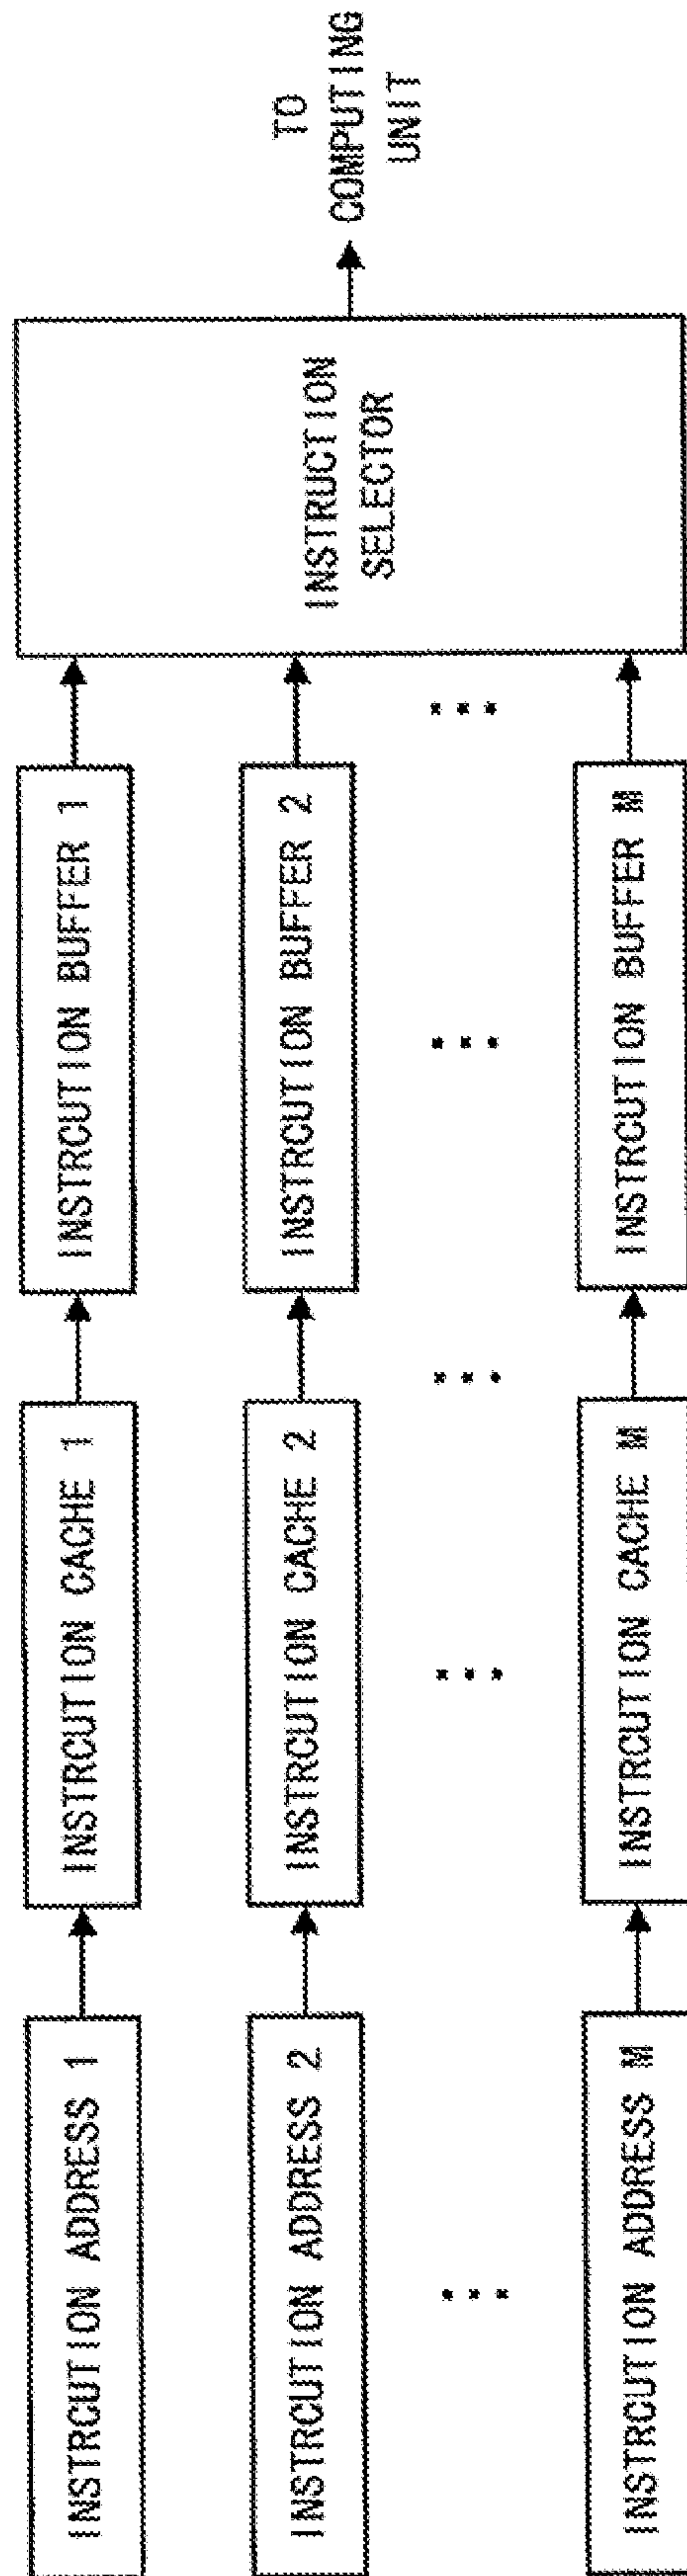 INSTRCUTION ADDRESS 1
INSTRCUTION CACHE 1
INSTRCUTION BUFFER 1
INSTRCUTION ADDRESS 2
INSTRCUTION CACHE 2
INSTRCUTION BUFFER 2
INSTRCUTION ADDRESS M
INSTRCUTION CACHE M
INSTRCUTION BUFFER M
INSTRUCTION
SELECTOR
TO
COMPUTING
UNIT